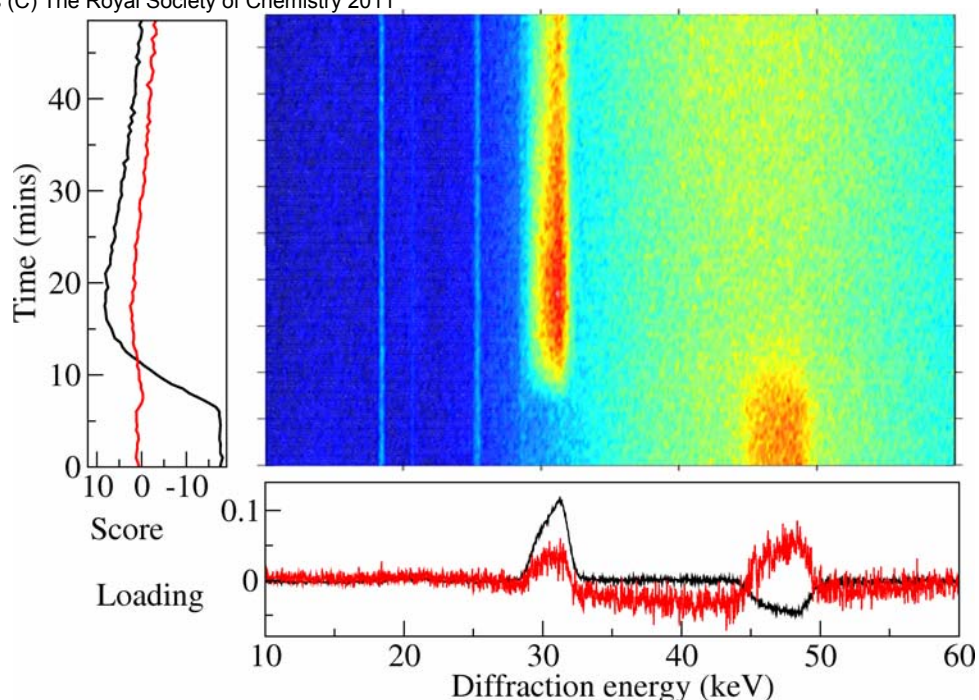 (C) The Royal Society of Chemistry 2011
Time (mins)
40
30
20
10
0
10 0 -10
Score
Loading
0.1
0
10 20 30 40 50 60
Diffraction energy (keV)